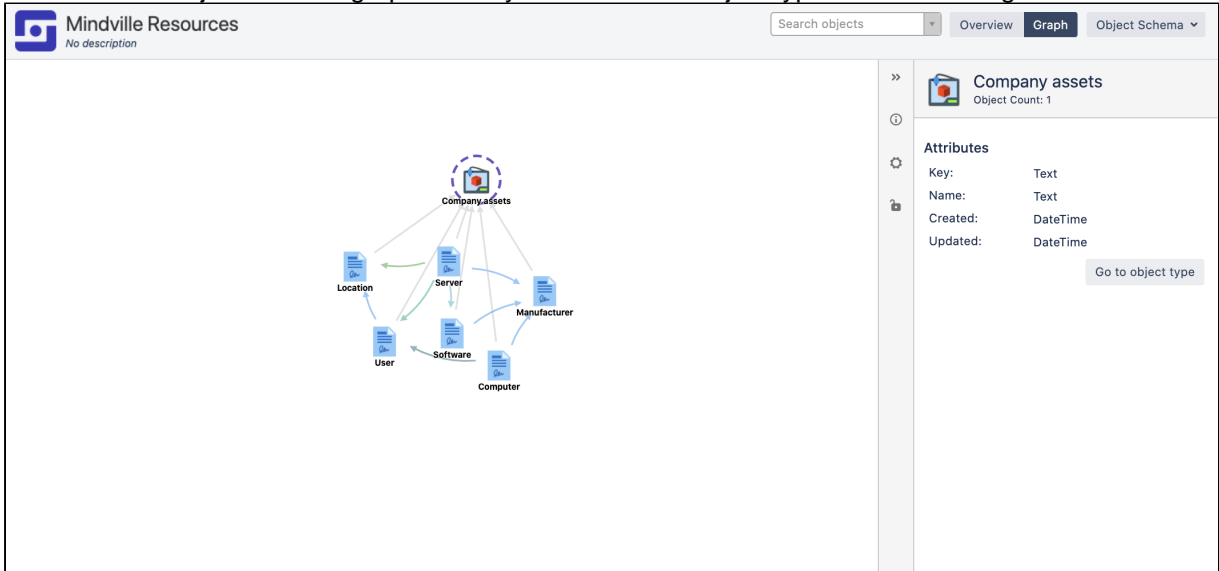 Mindville Resources
No description
Search objects
Overview
Graph
Object Schema
Company assets
Object Count: 1
Attributes
Key: Text
Name: Text
Created: DateTime
Updated: DateTime
Go to object type
Company assets
Location
Server
Manufacturer
User
Software
Computer